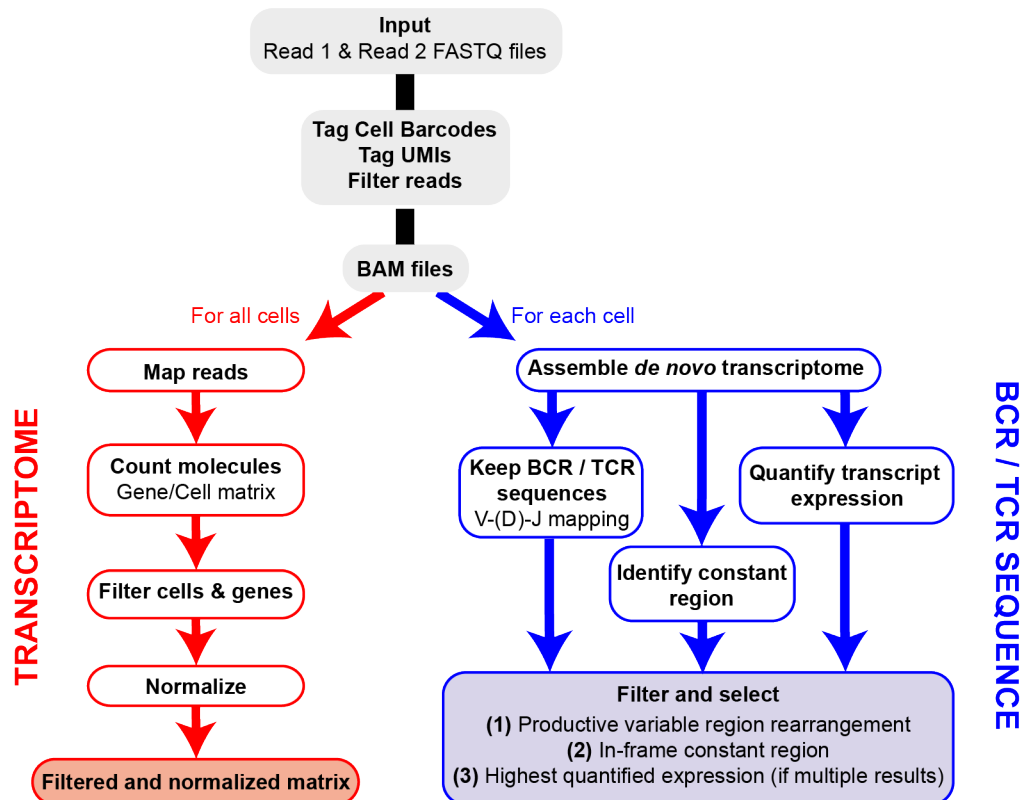 Input
Read 1 & Read 2 FASTQ files
Tag Cell Barcodes
Tag UMIs
Filter reads
BAM files
For all cells
For each cell
TRANSCRIPTOME
Map reads
Count molecules
Gene/Cell matrix
Filter cells & genes
Normalize
Filtered and normalized matrix
Assemble de novo transcriptome
Keep BCR / TCR
sequences
V-(D)-J mapping
Identify constant
region
Quantify transcript
expression
Filter and select
(1) Productive variable region rearrangement
(2) In-frame constant region
(3) Highest quantified expression (if multiple results)
BCR / TCR SEQUENCE